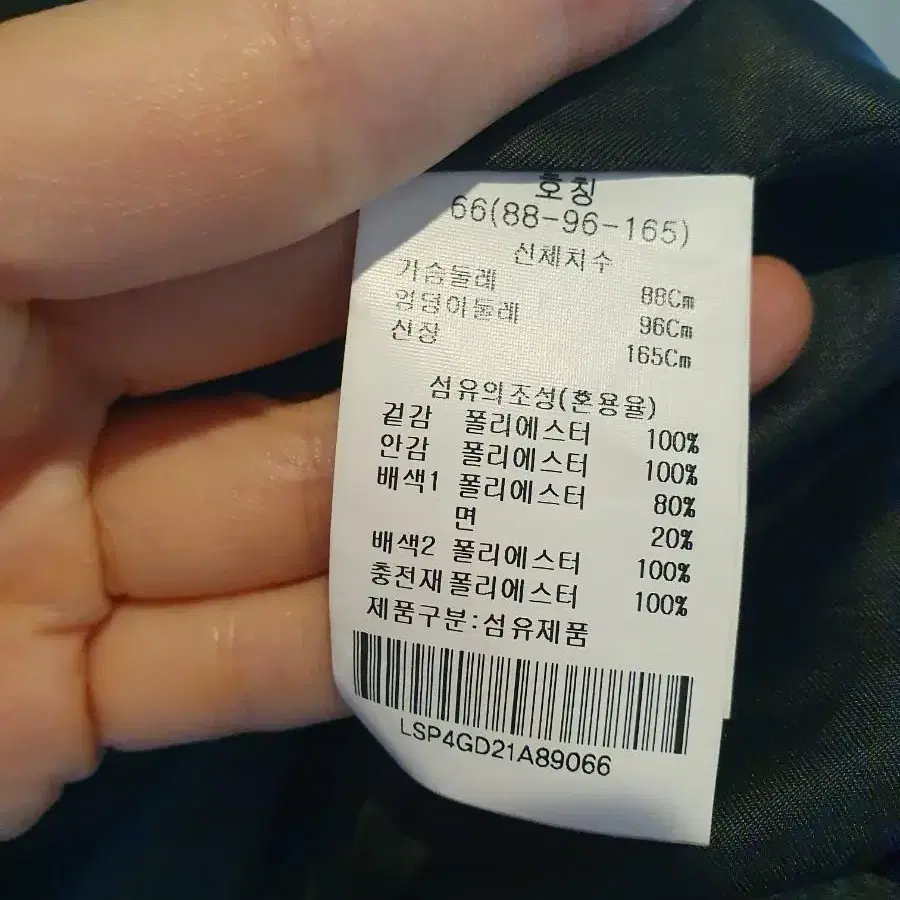 호칭
66(88-96-165)
신체치수
가슴둘레 88Cm
엉덩이둘레 96Cm
신장 165Cm
섬유의조성(혼용율)
겉감 폴리에스터 100%
안감 폴리에스터 100%
배색1 폴리에스터 80%
면 20%
배색2 폴리에스터 100%
충전재 폴리에스터 100%
제품구분:섬유제품
LSP4GD21A89066